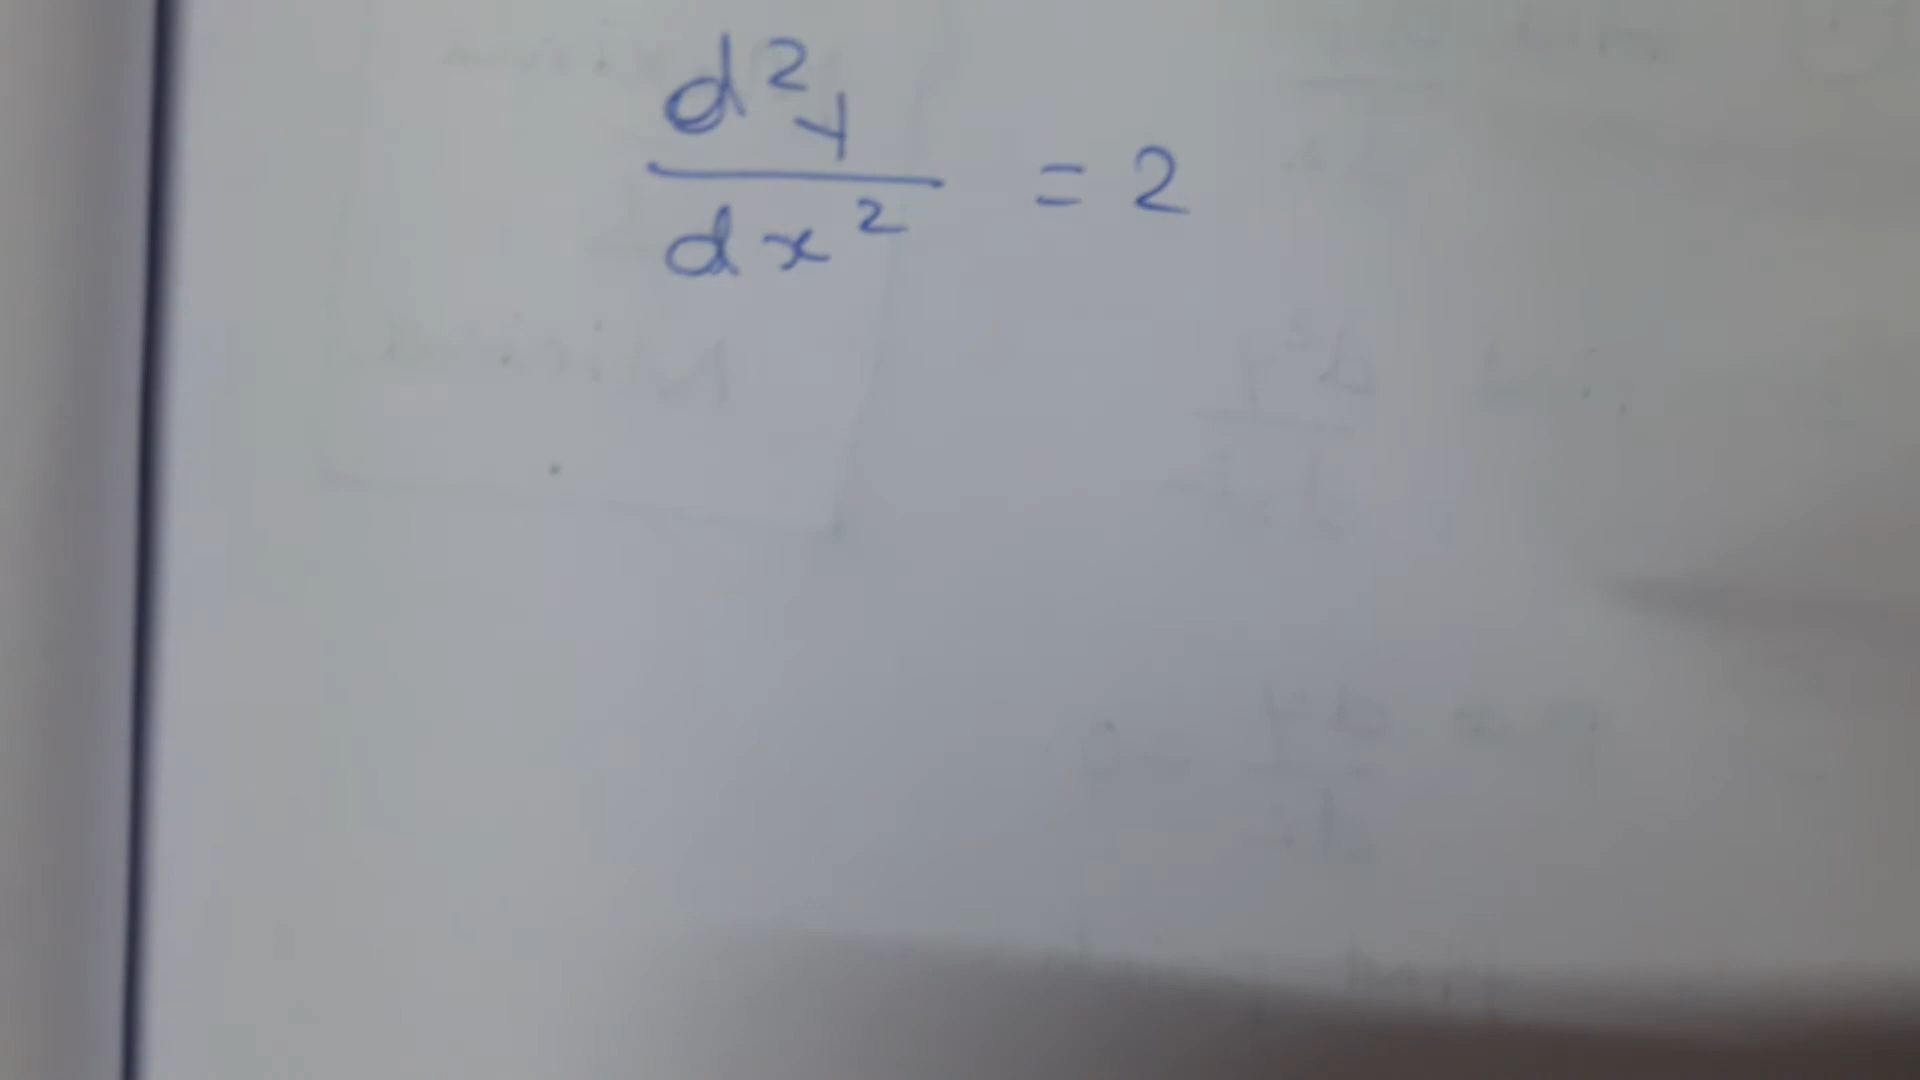 d²y/dx² = 2